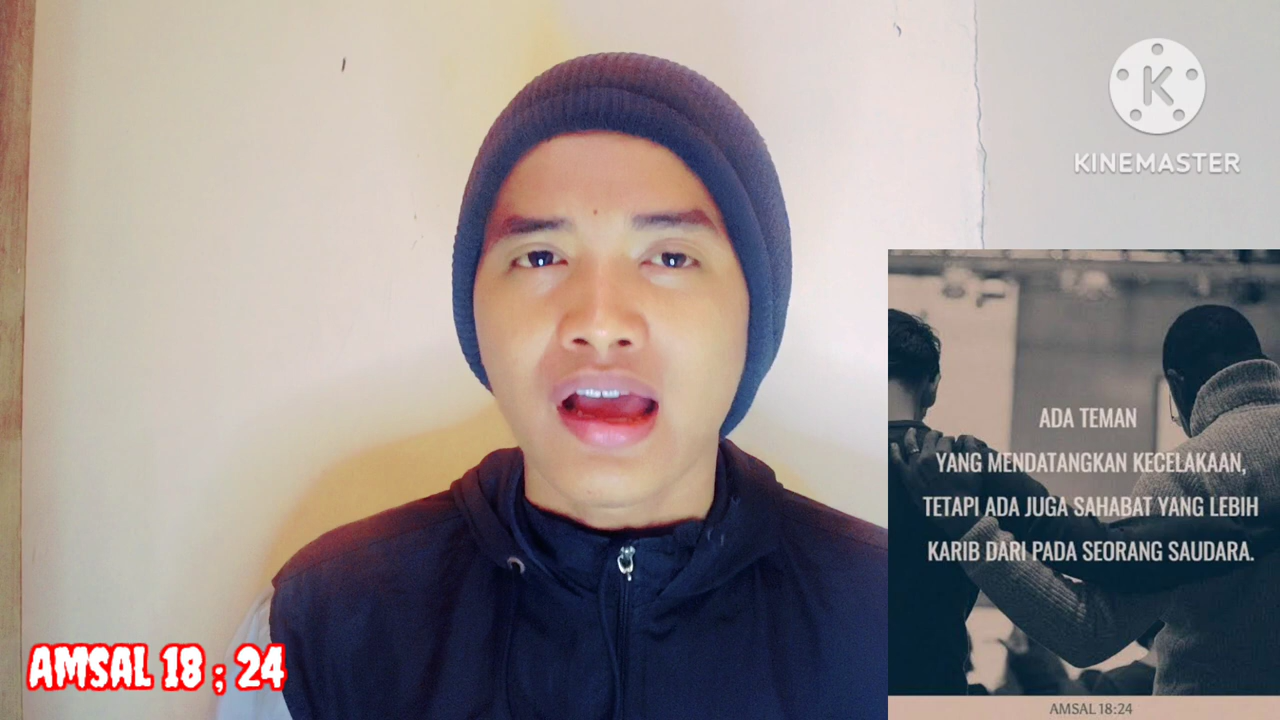 KINEMASTER
ADA TEMAN
YANG MENDATANGKAN KECELAKAAN,
TETAPI ADA JUGA SAHABAT YANG LEBIH
KARIB DARI PADA SEORANG SAUDARA.
AMSAL 18 ; 24
AMSAL 18:24